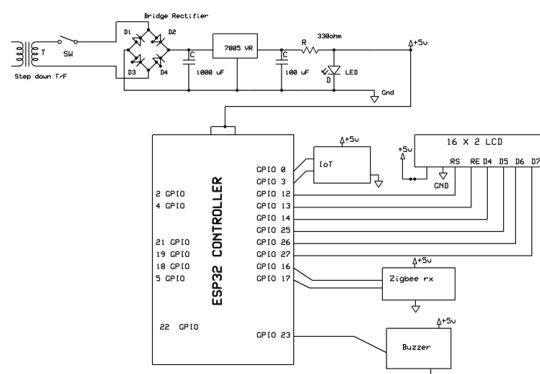 Bridge Rectifier
D1 D2
T SW
D3 D4
Step down T/F
C
1000 uF
7805 VR
C
100 uF
330ohm
R
LED
D
+5v
Gnd
ESP32 CONTROLLER
2 GPIO
4 GPIO
21 GPIO
19 GPIO
18 GPIO
5 GPIO
22 GPIO
GPIO 0
GPIO 3
GPIO 12
GPIO 13
GPIO 14
GPIO 25
GPIO 26
GPIO 27
GPIO 16
GPIO 17
GPIO 23
+5v
IoT
+5v
16 X 2 LCD
RS RE D4 D5 D6 D7
GND
+5v
Zigbee rx
+5v
Buzzer